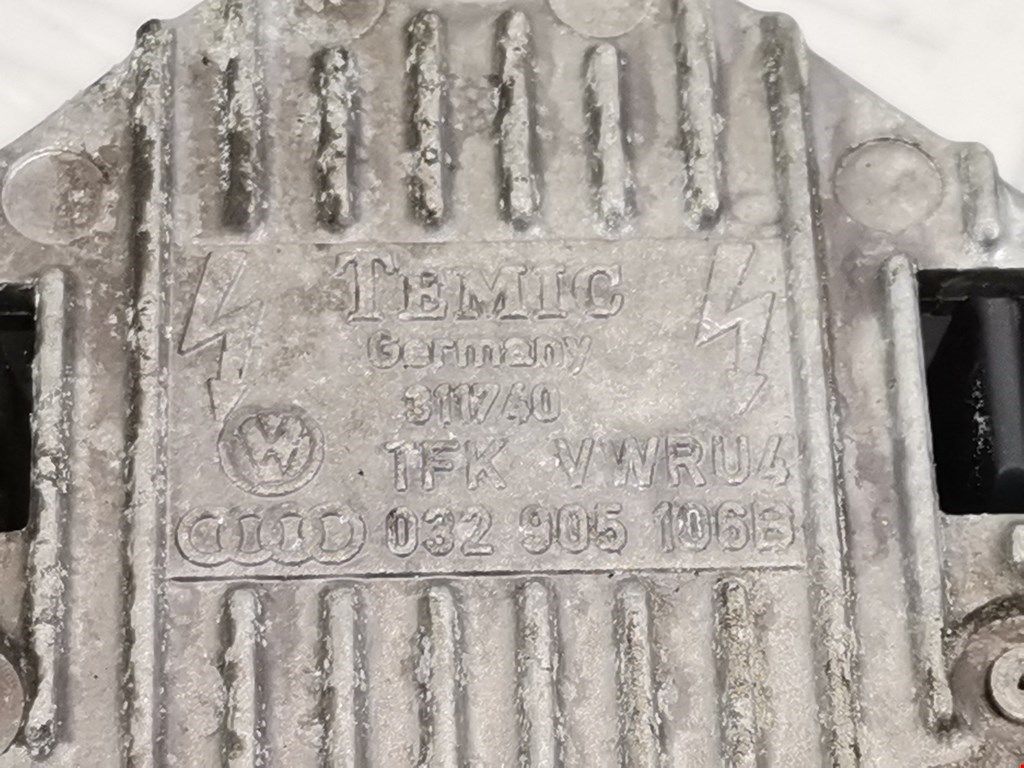 TEMIC
Germany
311740
TFK VWRU4
032 905 106B